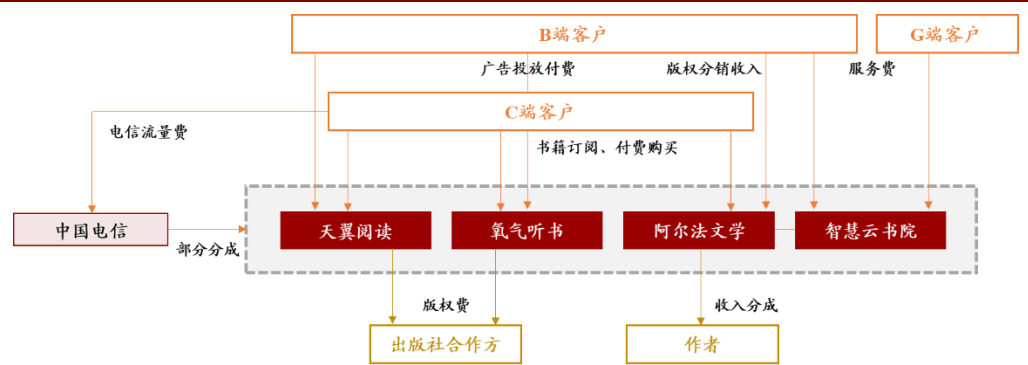 B端客户
G端客户
广告投放付费
版权分销收入
服务费
C端客户
电信流量费
书籍订阅、付费购买
中国电信
部分分成
天翼阅读
氧气听书
阿尔法文学
智慧云书院
版权费
收入分成
出版社合作方
作者